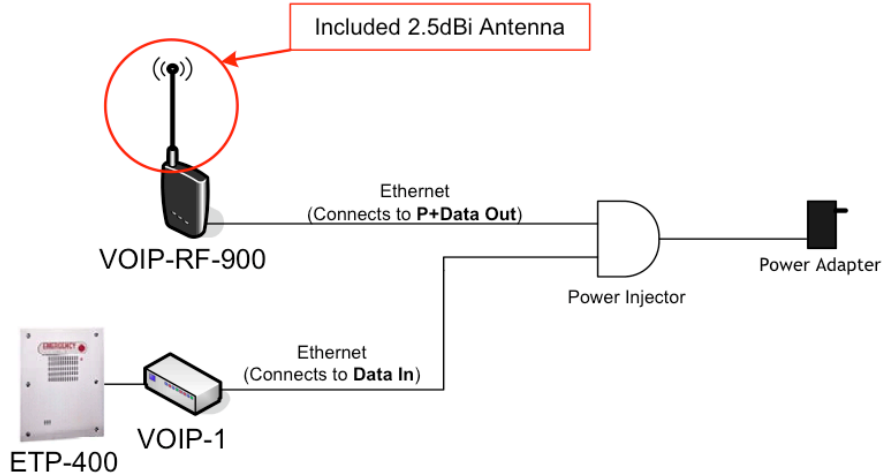 Included 2.5dBi Antenna
Ethernet
(Connects to P+Data Out)
VOIP-RF-900
Power Injector
Power Adapter
EMERGENCY
Ethernet
(Connects to Data In)
VOIP-1
ETP-400